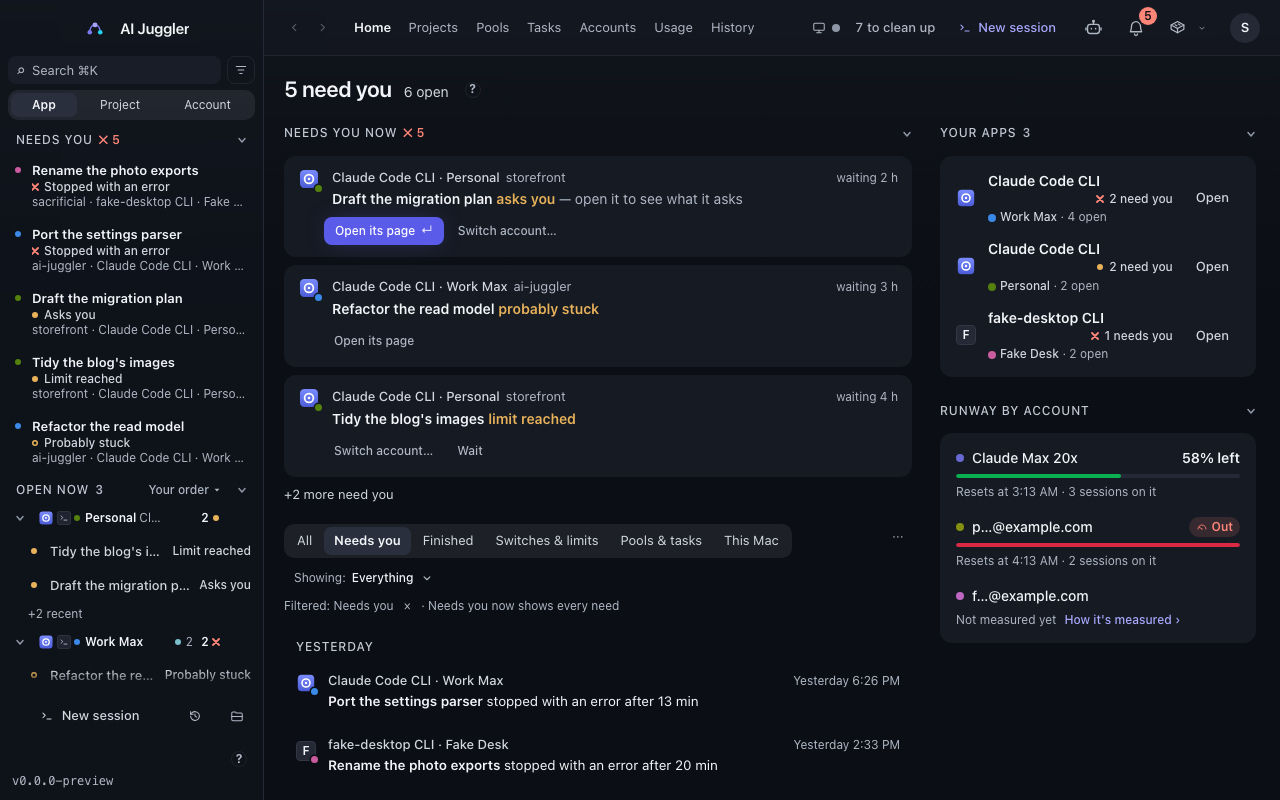 AI Juggler
Search ⌘K
App Project Account
NEEDS YOU 5
Rename the photo exports
Stopped with an error
sacrificial · fake-desktop CLI · Fake ...
Port the settings parser
Stopped with an error
ai-juggler · Claude Code CLI · Work ...
Draft the migration plan
Asks you
storefront · Claude Code CLI · Perso...
Tidy the blog's images
Limit reached
storefront · Claude Code CLI · Perso...
Refactor the read model
Probably stuck
ai-juggler · Claude Code CLI · Work ...
OPEN NOW 3 Your order
Personal Cl... 2
Tidy the blog's i... Limit reached
Draft the migration p... Asks you
+2 recent
Work Max 2 2
Refactor the re... Probably stuck
New session
?
v0.0.0-preview
Home Projects Pools Tasks Accounts Usage History
7 to clean up
New session
5
S
5 need you 6 open ?
NEEDS YOU NOW 5
Claude Code CLI · Personal storefront waiting 2 h
Draft the migration plan asks you — open it to see what it asks
Open its page ↵ Switch account...
Claude Code CLI · Work Max ai-juggler waiting 3 h
Refactor the read model probably stuck
Open its page
Claude Code CLI · Personal storefront waiting 4 h
Tidy the blog's images limit reached
Switch account... Wait
+2 more need you
All Needs you Finished Switches & limits Pools & tasks This Mac ...
Showing: Everything
Filtered: Needs you × · Needs you now shows every need
YESTERDAY
Claude Code CLI · Work Max Yesterday 6:26 PM
Port the settings parser stopped with an error after 13 min
F
fake-desktop CLI · Fake Desk Yesterday 2:33 PM
Rename the photo exports stopped with an error after 20 min
YOUR APPS 3
Claude Code CLI
2 need you Open
Work Max · 4 open
Claude Code CLI
2 need you Open
Personal · 2 open
fake-desktop CLI
F 1 needs you Open
Fake Desk · 2 open
RUNWAY BY ACCOUNT
Claude Max 20x 58% left
Resets at 3:13 AM · 3 sessions on it
p...@example.com Out
Resets at 4:13 AM · 2 sessions on it
f...@example.com
Not measured yet How it's measured ›